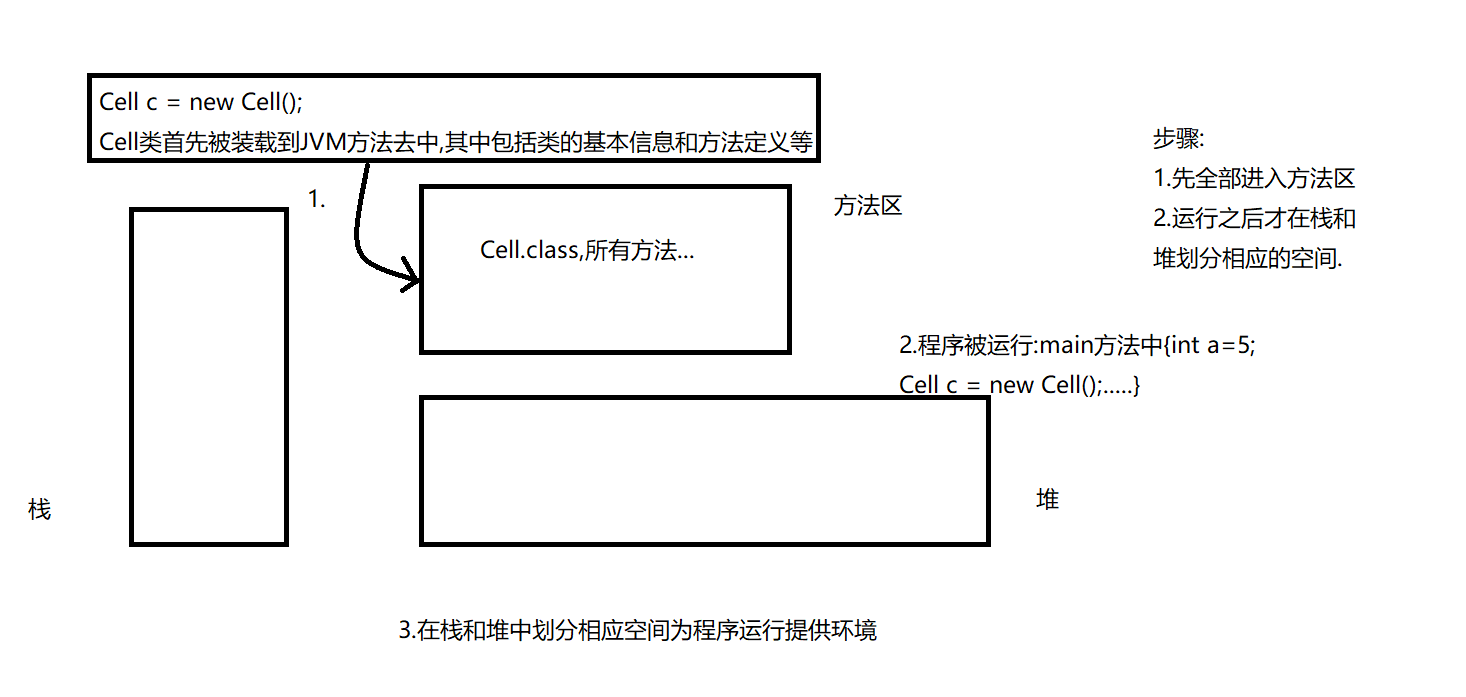 Cell c = new Cell();
Cell类首先被装载到JVM方法去中,其中包括类的基本信息和方法定义等
步骤:
1.先全部进入方法区
2.运行之后才在栈和
堆划分相应的空间.
1.
方法区
Cell.class,所有方法...
2.程序被运行:main方法中{int a=5;
Cell c = new Cell();.....}
栈
堆
3.在栈和堆中划分相应空间为程序运行提供环境